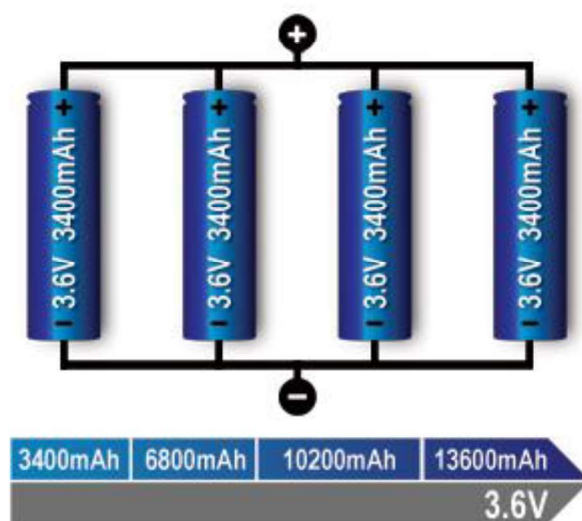 +
+ + + +
3.6V 3400mAh
3.6V 3400mAh
3.6V 3400mAh
3.6V 3400mAh
− − − −
−
3400mAh 6800mAh 10200mAh 13600mAh
3.6V